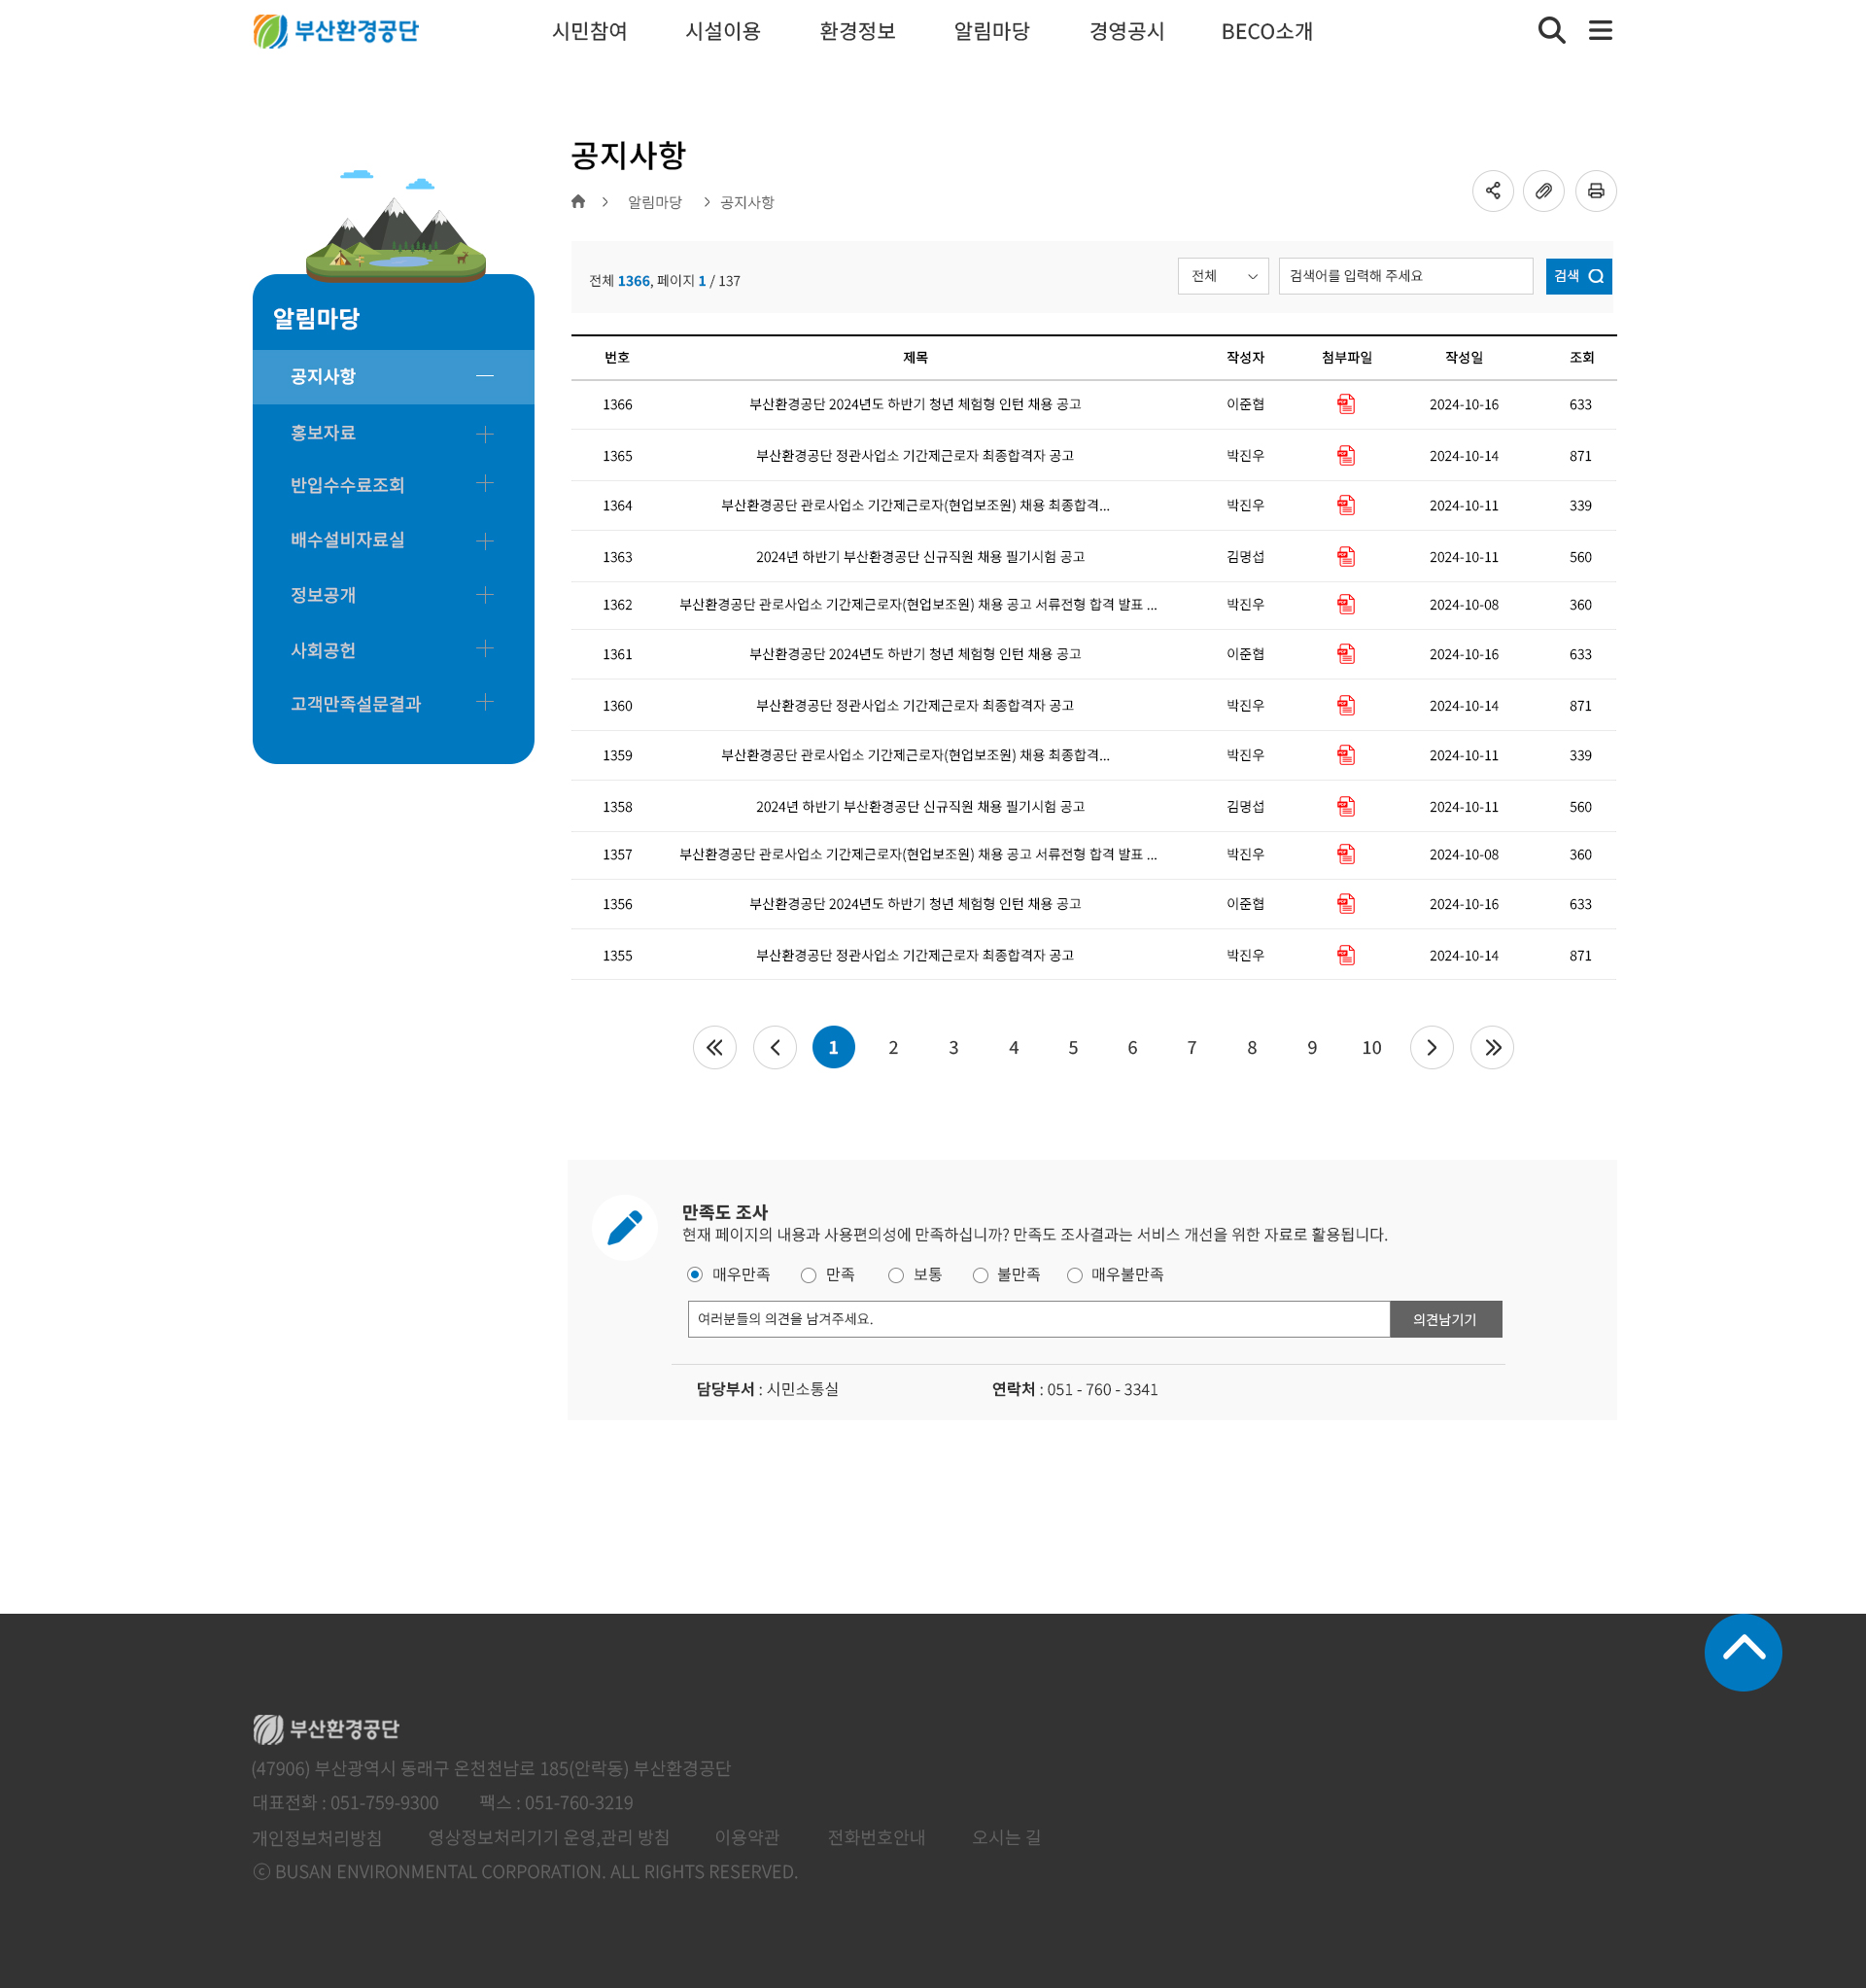 부산환경공단 시민참여 시설이용 환경정보 알림마당 경영공시 BECO소개
공지사항
알림마당 공지사항
전체 1366, 페이지 1 / 137 전체 검색어를 입력해 주세요 검색
알림마당
공지사항
홍보자료
반입수수료조회
배수설비자료실
정보공개
사회공헌
고객만족설문결과
번호 제목 작성자 첨부파일 작성일 조회
1366 부산환경공단 2024년도 하반기 청년 체험형 인턴 채용 공고 이준협 PDF 2024-10-16 633
1365 부산환경공단 정관사업소 기간제근로자 최종합격자 공고 박진우 PDF 2024-10-14 871
1364 부산환경공단 관로사업소 기간제근로자(현업보조원) 채용 최종합격... 박진우 PDF 2024-10-11 339
1363 2024년 하반기 부산환경공단 신규직원 채용 필기시험 공고 김명섭 PDF 2024-10-11 560
1362 부산환경공단 관로사업소 기간제근로자(현업보조원) 채용 공고 서류전형 합격 발표 ... 박진우 PDF 2024-10-08 360
1361 부산환경공단 2024년도 하반기 청년 체험형 인턴 채용 공고 이준협 PDF 2024-10-16 633
1360 부산환경공단 정관사업소 기간제근로자 최종합격자 공고 박진우 PDF 2024-10-14 871
1359 부산환경공단 관로사업소 기간제근로자(현업보조원) 채용 최종합격... 박진우 PDF 2024-10-11 339
1358 2024년 하반기 부산환경공단 신규직원 채용 필기시험 공고 김명섭 PDF 2024-10-11 560
1357 부산환경공단 관로사업소 기간제근로자(현업보조원) 채용 공고 서류전형 합격 발표 ... 박진우 PDF 2024-10-08 360
1356 부산환경공단 2024년도 하반기 청년 체험형 인턴 채용 공고 이준협 PDF 2024-10-16 633
1355 부산환경공단 정관사업소 기간제근로자 최종합격자 공고 박진우 PDF 2024-10-14 871
1 2 3 4 5 6 7 8 9 10
만족도 조사
현재 페이지의 내용과 사용편의성에 만족하십니까? 만족도 조사결과는 서비스 개선을 위한 자료로 활용됩니다.
매우만족 만족 보통 불만족 매우불만족
여러분들의 의견을 남겨주세요. 의견남기기
담당부서 : 시민소통실 연락처 : 051 - 760 - 3341
부산환경공단
(47906) 부산광역시 동래구 온천천남로 185(안락동) 부산환경공단
대표전화 : 051-759-9300 팩스 : 051-760-3219
개인정보처리방침 영상정보처리기기 운영,관리 방침 이용약관 전화번호안내 오시는 길
ⓒ BUSAN ENVIRONMENTAL CORPORATION. ALL RIGHTS RESERVED.